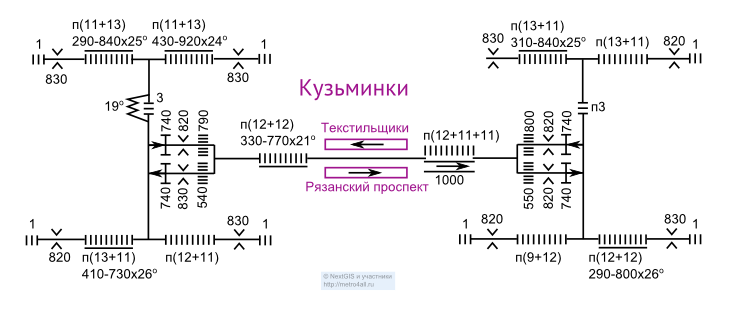 п(11+13)
290-840x25°
п(11+13)
430-920x24°
1
830
830
1
п(13+11)
310-840x25°
п(13+11)
830
820
1
19°
3
740
820
790
740
830
540
п(12+12)
330-770x21°
Кузьминки
Текстильщики
Рязанский проспект
п(12+11+11)
1000
800
820
740
550
820
740
п3
1
820
п(13+11)
410-730x26°
п(12+11)
830
1
1
820
п(9+12)
п(12+12)
290-800x26°
830
1
© NextGIS и участники
http://metro4all.ru